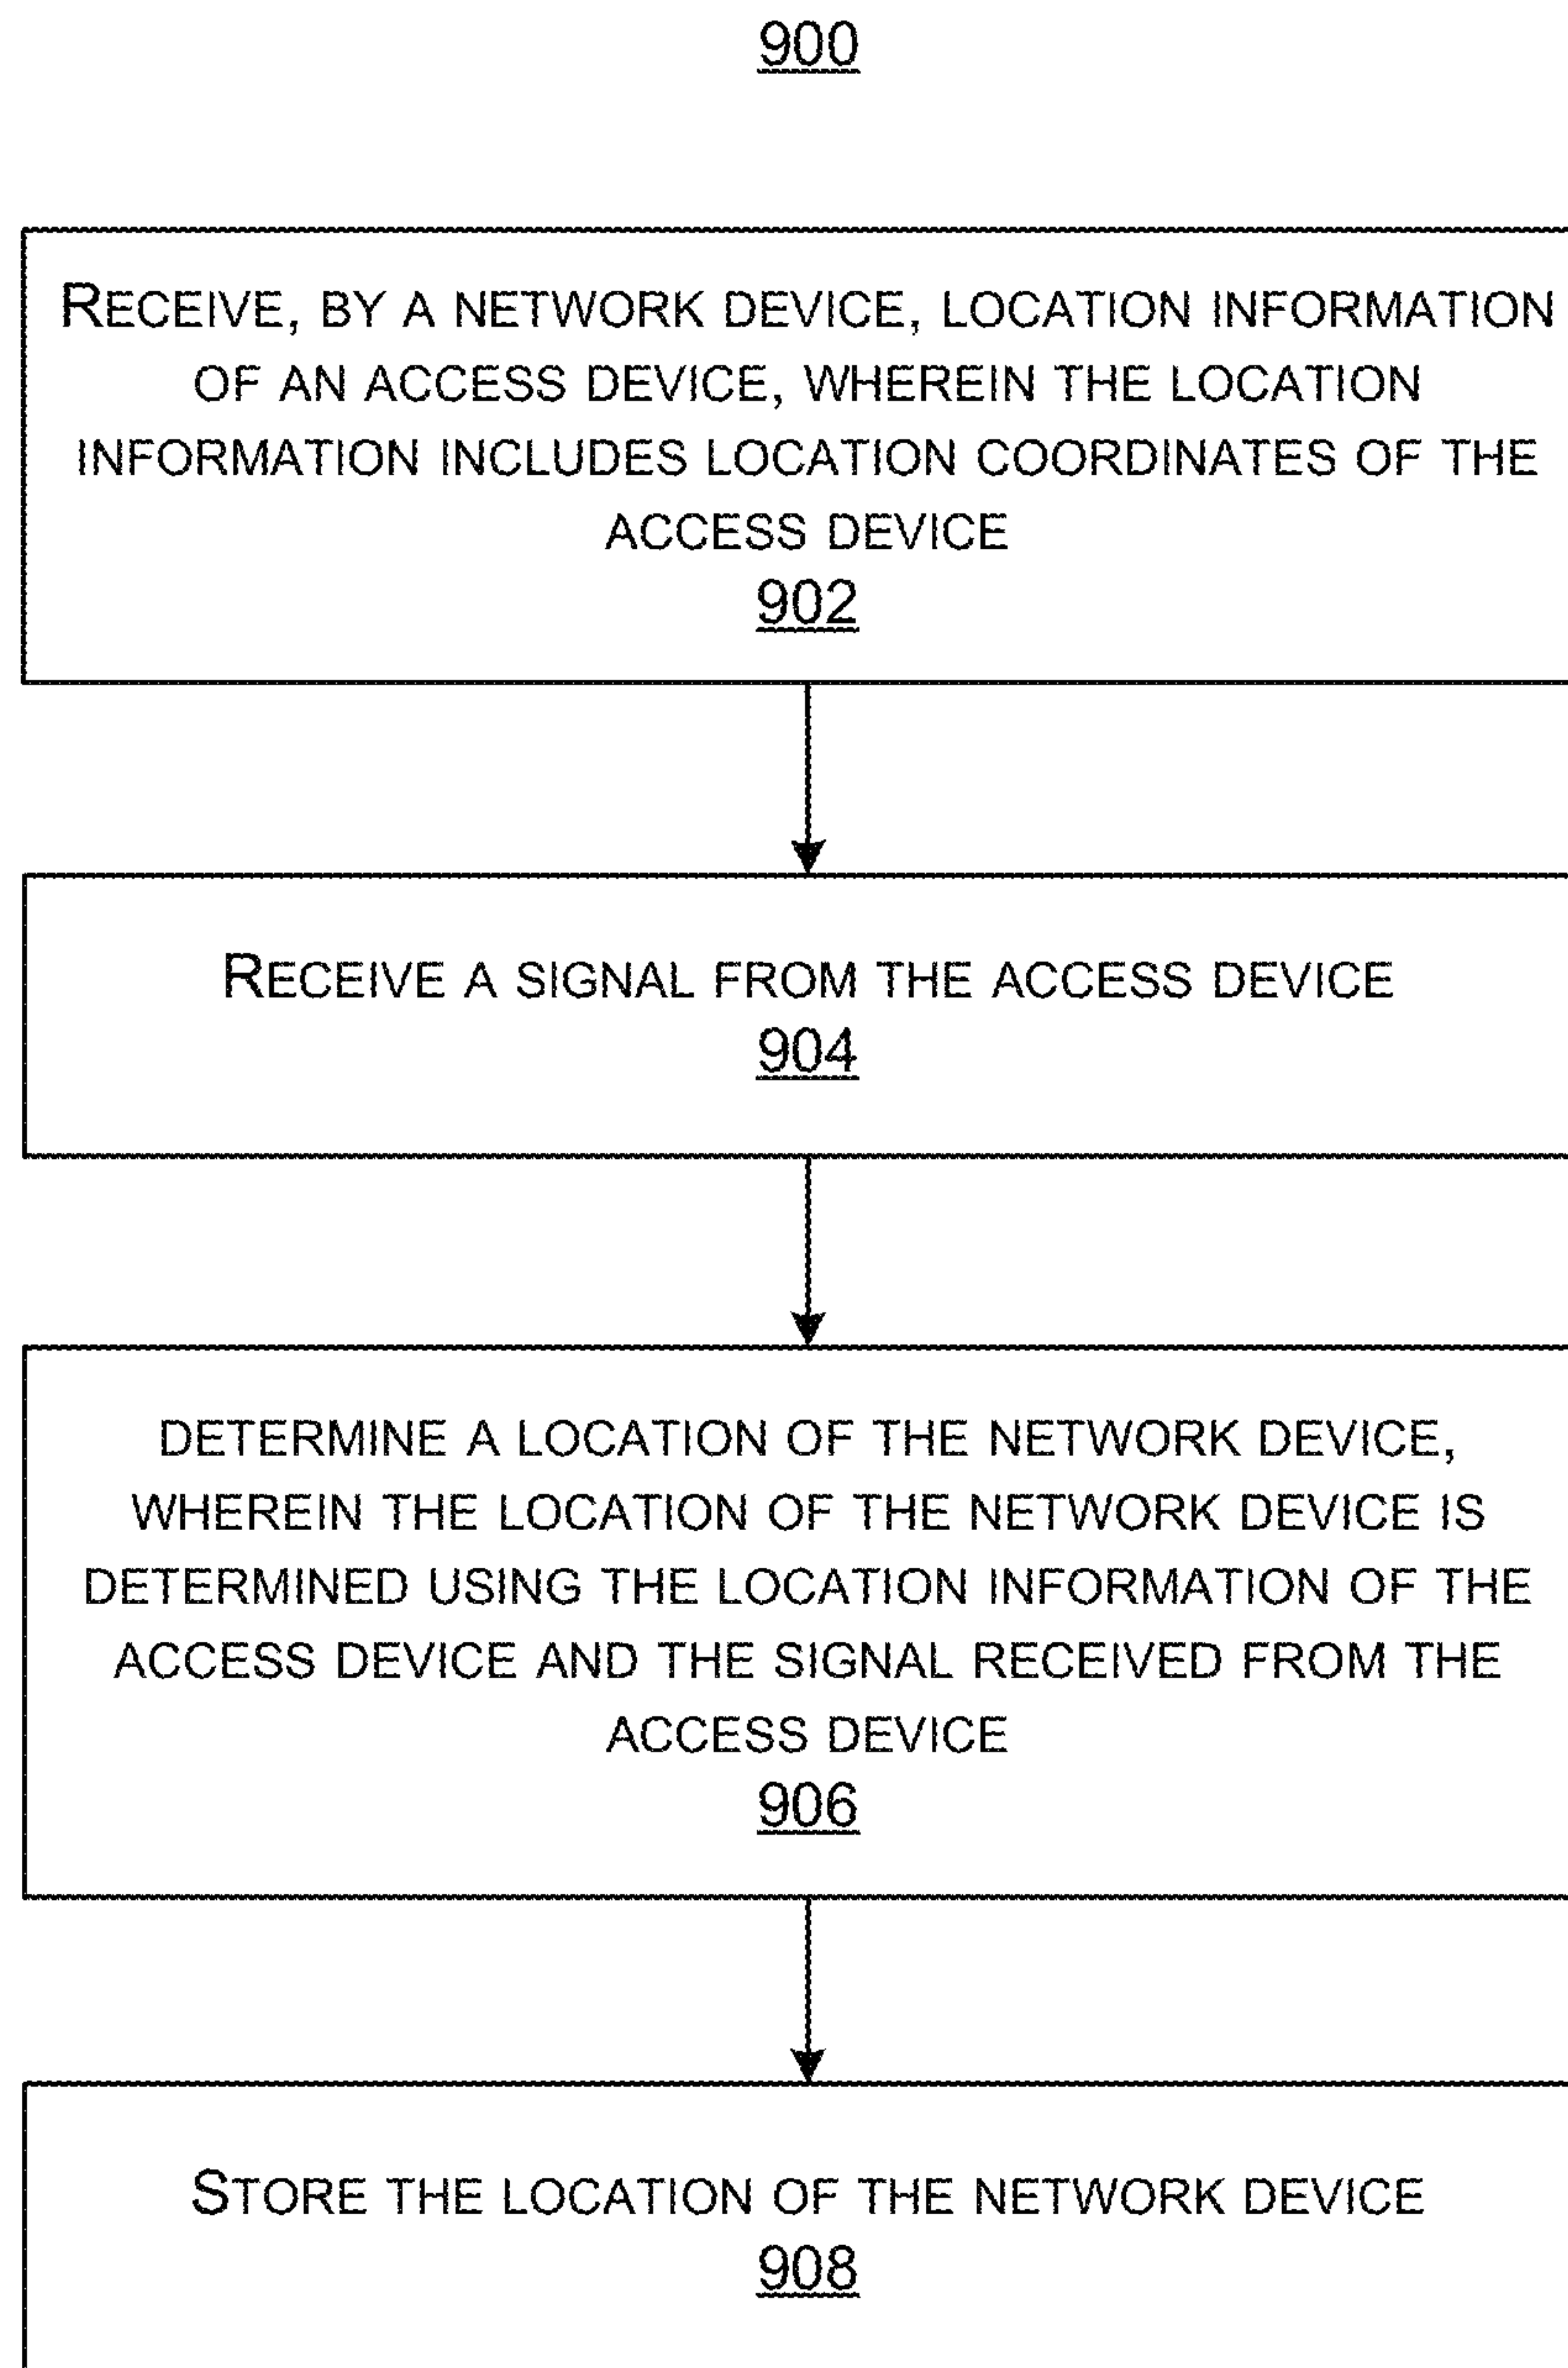 900
RECEIVE, BY A NETWORK DEVICE, LOCATION INFORMATION
OF AN ACCESS DEVICE, WHEREIN THE LOCATION
INFORMATION INCLUDES LOCATION COORDINATES OF THE
ACCESS DEVICE
902
RECEIVE A SIGNAL FROM THE ACCESS DEVICE
904
DETERMINE A LOCATION OF THE NETWORK DEVICE,
WHEREIN THE LOCATION OF THE NETWORK DEVICE IS
DETERMINED USING THE LOCATION INFORMATION OF THE
ACCESS DEVICE AND THE SIGNAL RECEIVED FROM THE
ACCESS DEVICE
906
STORE THE LOCATION OF THE NETWORK DEVICE
908